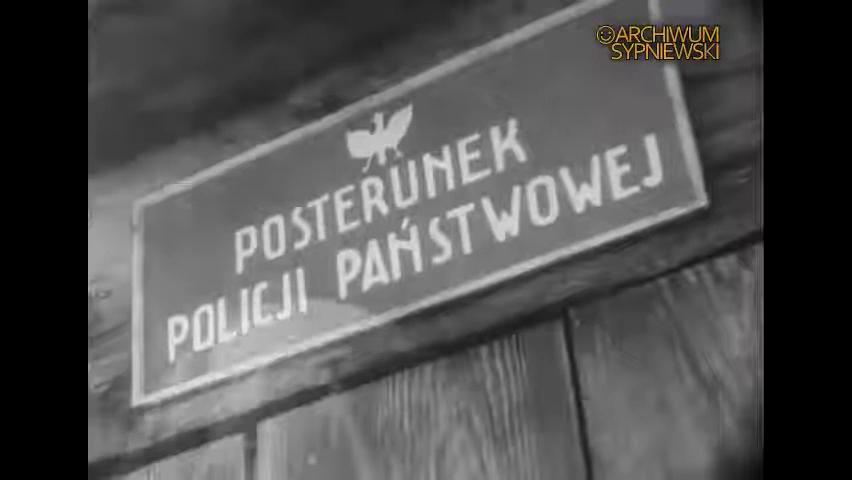 ARCHIWUM
SYPNIEWSKI
POSTERUNEK
POLICJI PAŃSTWOWEJ